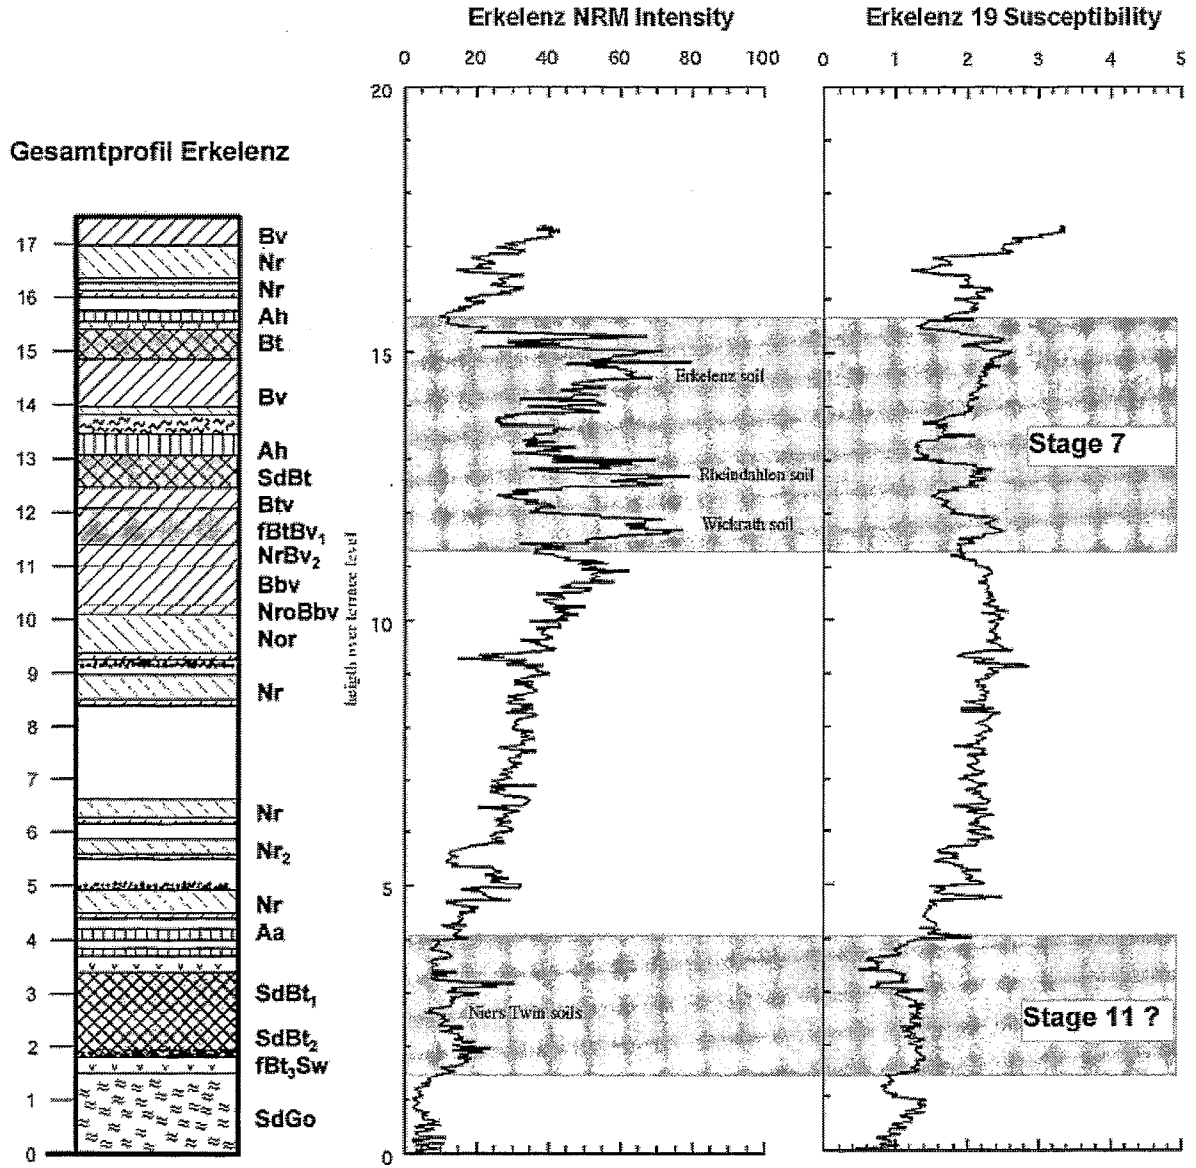 Erkelenz NRM Intensity
Erkelenz 19 Susceptibility
0 20 40 60 80 100
0 1 2 3 4 5
20
15
10
5
0
Gesamtprofil Erkelenz
17
16
15
14
13
12
11
10
9
8
7
6
5
4
3
2
1
0
Bv
Nr
Nr
Ah
Bt
Bv
Ah
SdBt
Btv
fBtBv1
NrBv2
Bbv
NroBbv
Nor
Nr
Nr
Nr2
Nr
Aa
SdBt1
SdBt2
fBt3Sw
SdGo
heigth over terrace level
Erkelenz soil
Rheindahlen soil
Wickrath soil
Niers Twin soils
Stage 7
Stage 11 ?